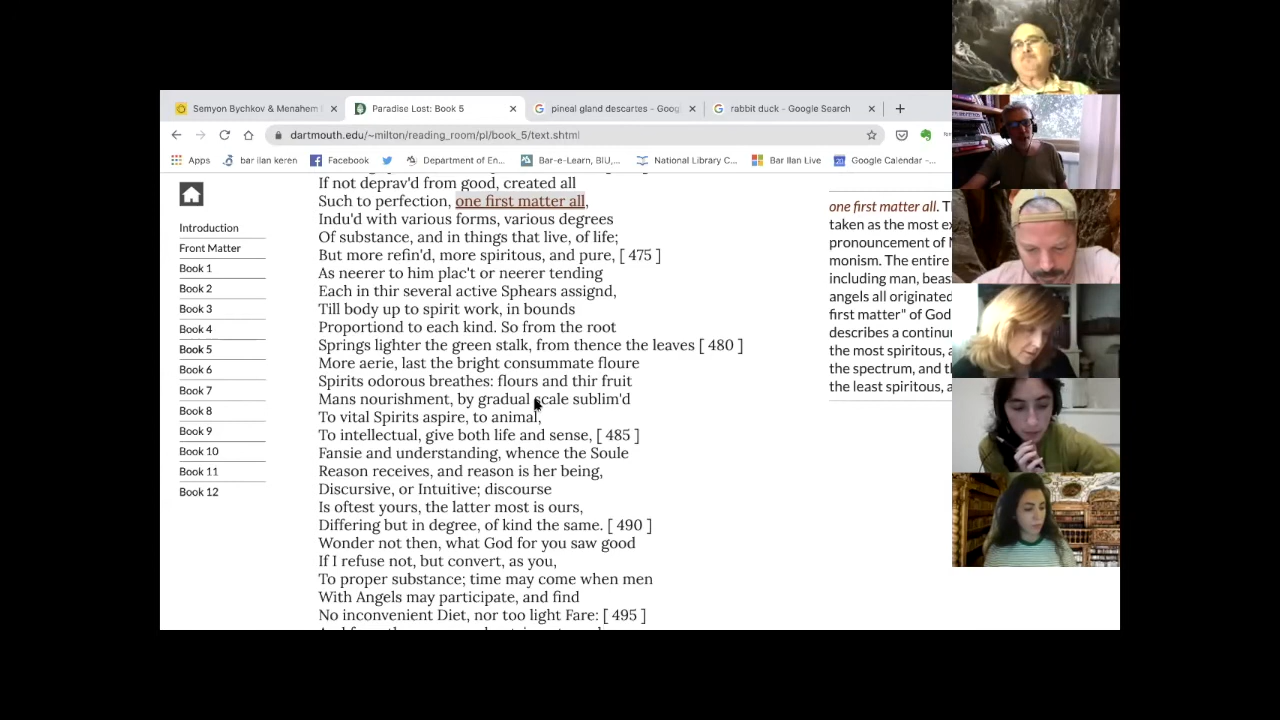 Semyon Bychkov & Menahem
Paradise Lost: Book 5
pineal gland descartes - Goog
rabbit duck - Google Search
dartmouth.edu/~milton/reading_room/pl/book_5/text.shtml
Apps
bar ilan keren
Facebook
Department of En...
Bar-e-Learn, BIU,...
National Library C...
Bar Ilan Live
Google Calendar -...
Introduction
Front Matter
Book 1
Book 2
Book 3
Book 4
Book 5
Book 6
Book 7
Book 8
Book 9
Book 10
Book 11
Book 12
If not deprav'd from good, created all
Such to perfection, one first matter all,
Indu'd with various forms, various degrees
Of substance, and in things that live, of life;
But more refin'd, more spiritous, and pure, [ 475 ]
As neerer to him plac't or neerer tending
Each in thir several active Sphears assignd,
Till body up to spirit work, in bounds
Proportiond to each kind. So from the root
Springs lighter the green stalk, from thence the leaves [ 480 ]
More aerie, last the bright consummate floure
Spirits odorous breathes: flours and thir fruit
Mans nourishment, by gradual scale sublim'd
To vital Spirits aspire, to animal,
To intellectual, give both life and sense, [ 485 ]
Fansie and understanding, whence the Soule
Reason receives, and reason is her being,
Discursive, or Intuitive; discourse
Is oftest yours, the latter most is ours,
Differing but in degree, of kind the same. [ 490 ]
Wonder not then, what God for you saw good
If I refuse not, but convert, as you,
To proper substance; time may come when men
With Angels may participate, and find
No inconvenient Diet, nor too light Fare: [ 495 ]
one first matter all. T
taken as the most ex
pronouncement of
monism. The entire
including man, beas
angels all originated
first matter" of God
describes a continu
the most spiritous, a
the spectrum, and th
the least spiritous, a